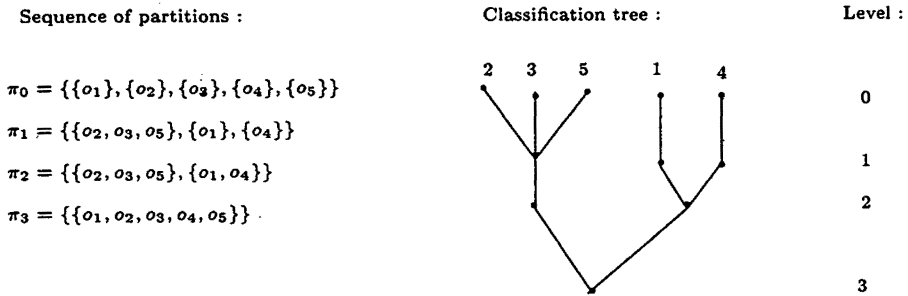 Sequence of partitions :
Classification tree :
Level :
2 3 5 1 4
π₀ = {{o₁}, {o₂}, {o₃}, {o₄}, {o₅}}
0
π₁ = {{o₂, o₃, o₅}, {o₁}, {o₄}}
1
π₂ = {{o₂, o₃, o₅}, {o₁, o₄}}
2
π₃ = {{o₁, o₂, o₃, o₄, o₅}}
3